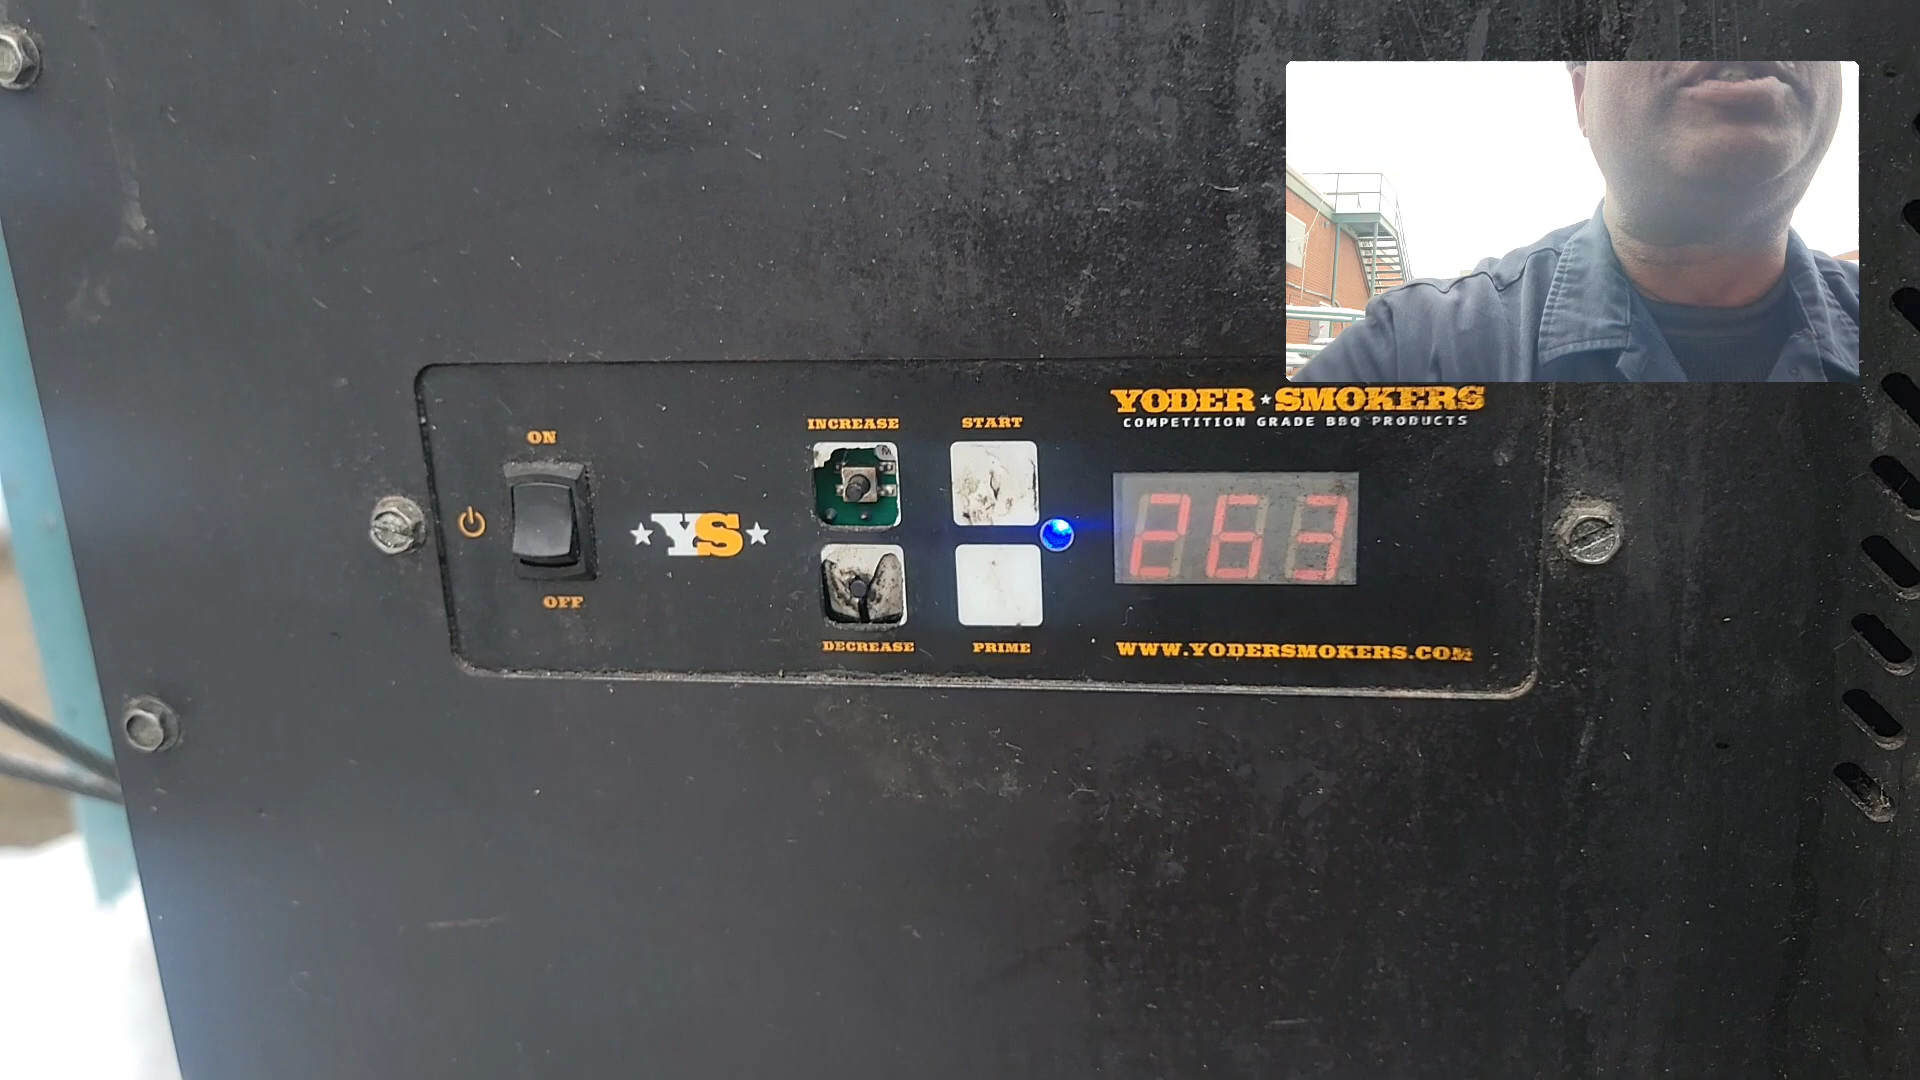 YODER ★ SMOKERS
COMPETITION GRADE BBQ PRODUCTS
ON
OFF
YS
INCREASE
START
DECREASE
PRIME
263
WWW.YODERSMOKERS.COM